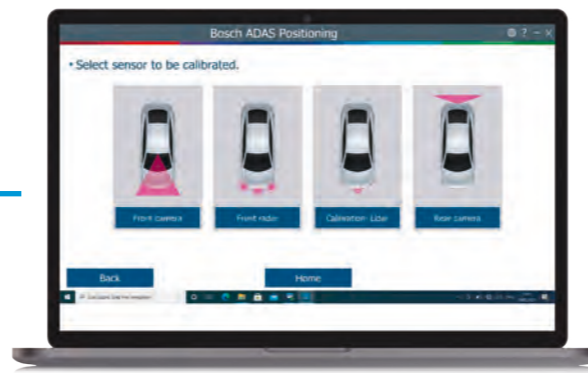 Bosch ADAS Positioning
• Select sensor to be calibrated.
Front camera
Front radar
Calibration- Lidar
Rear camera
Back
Home